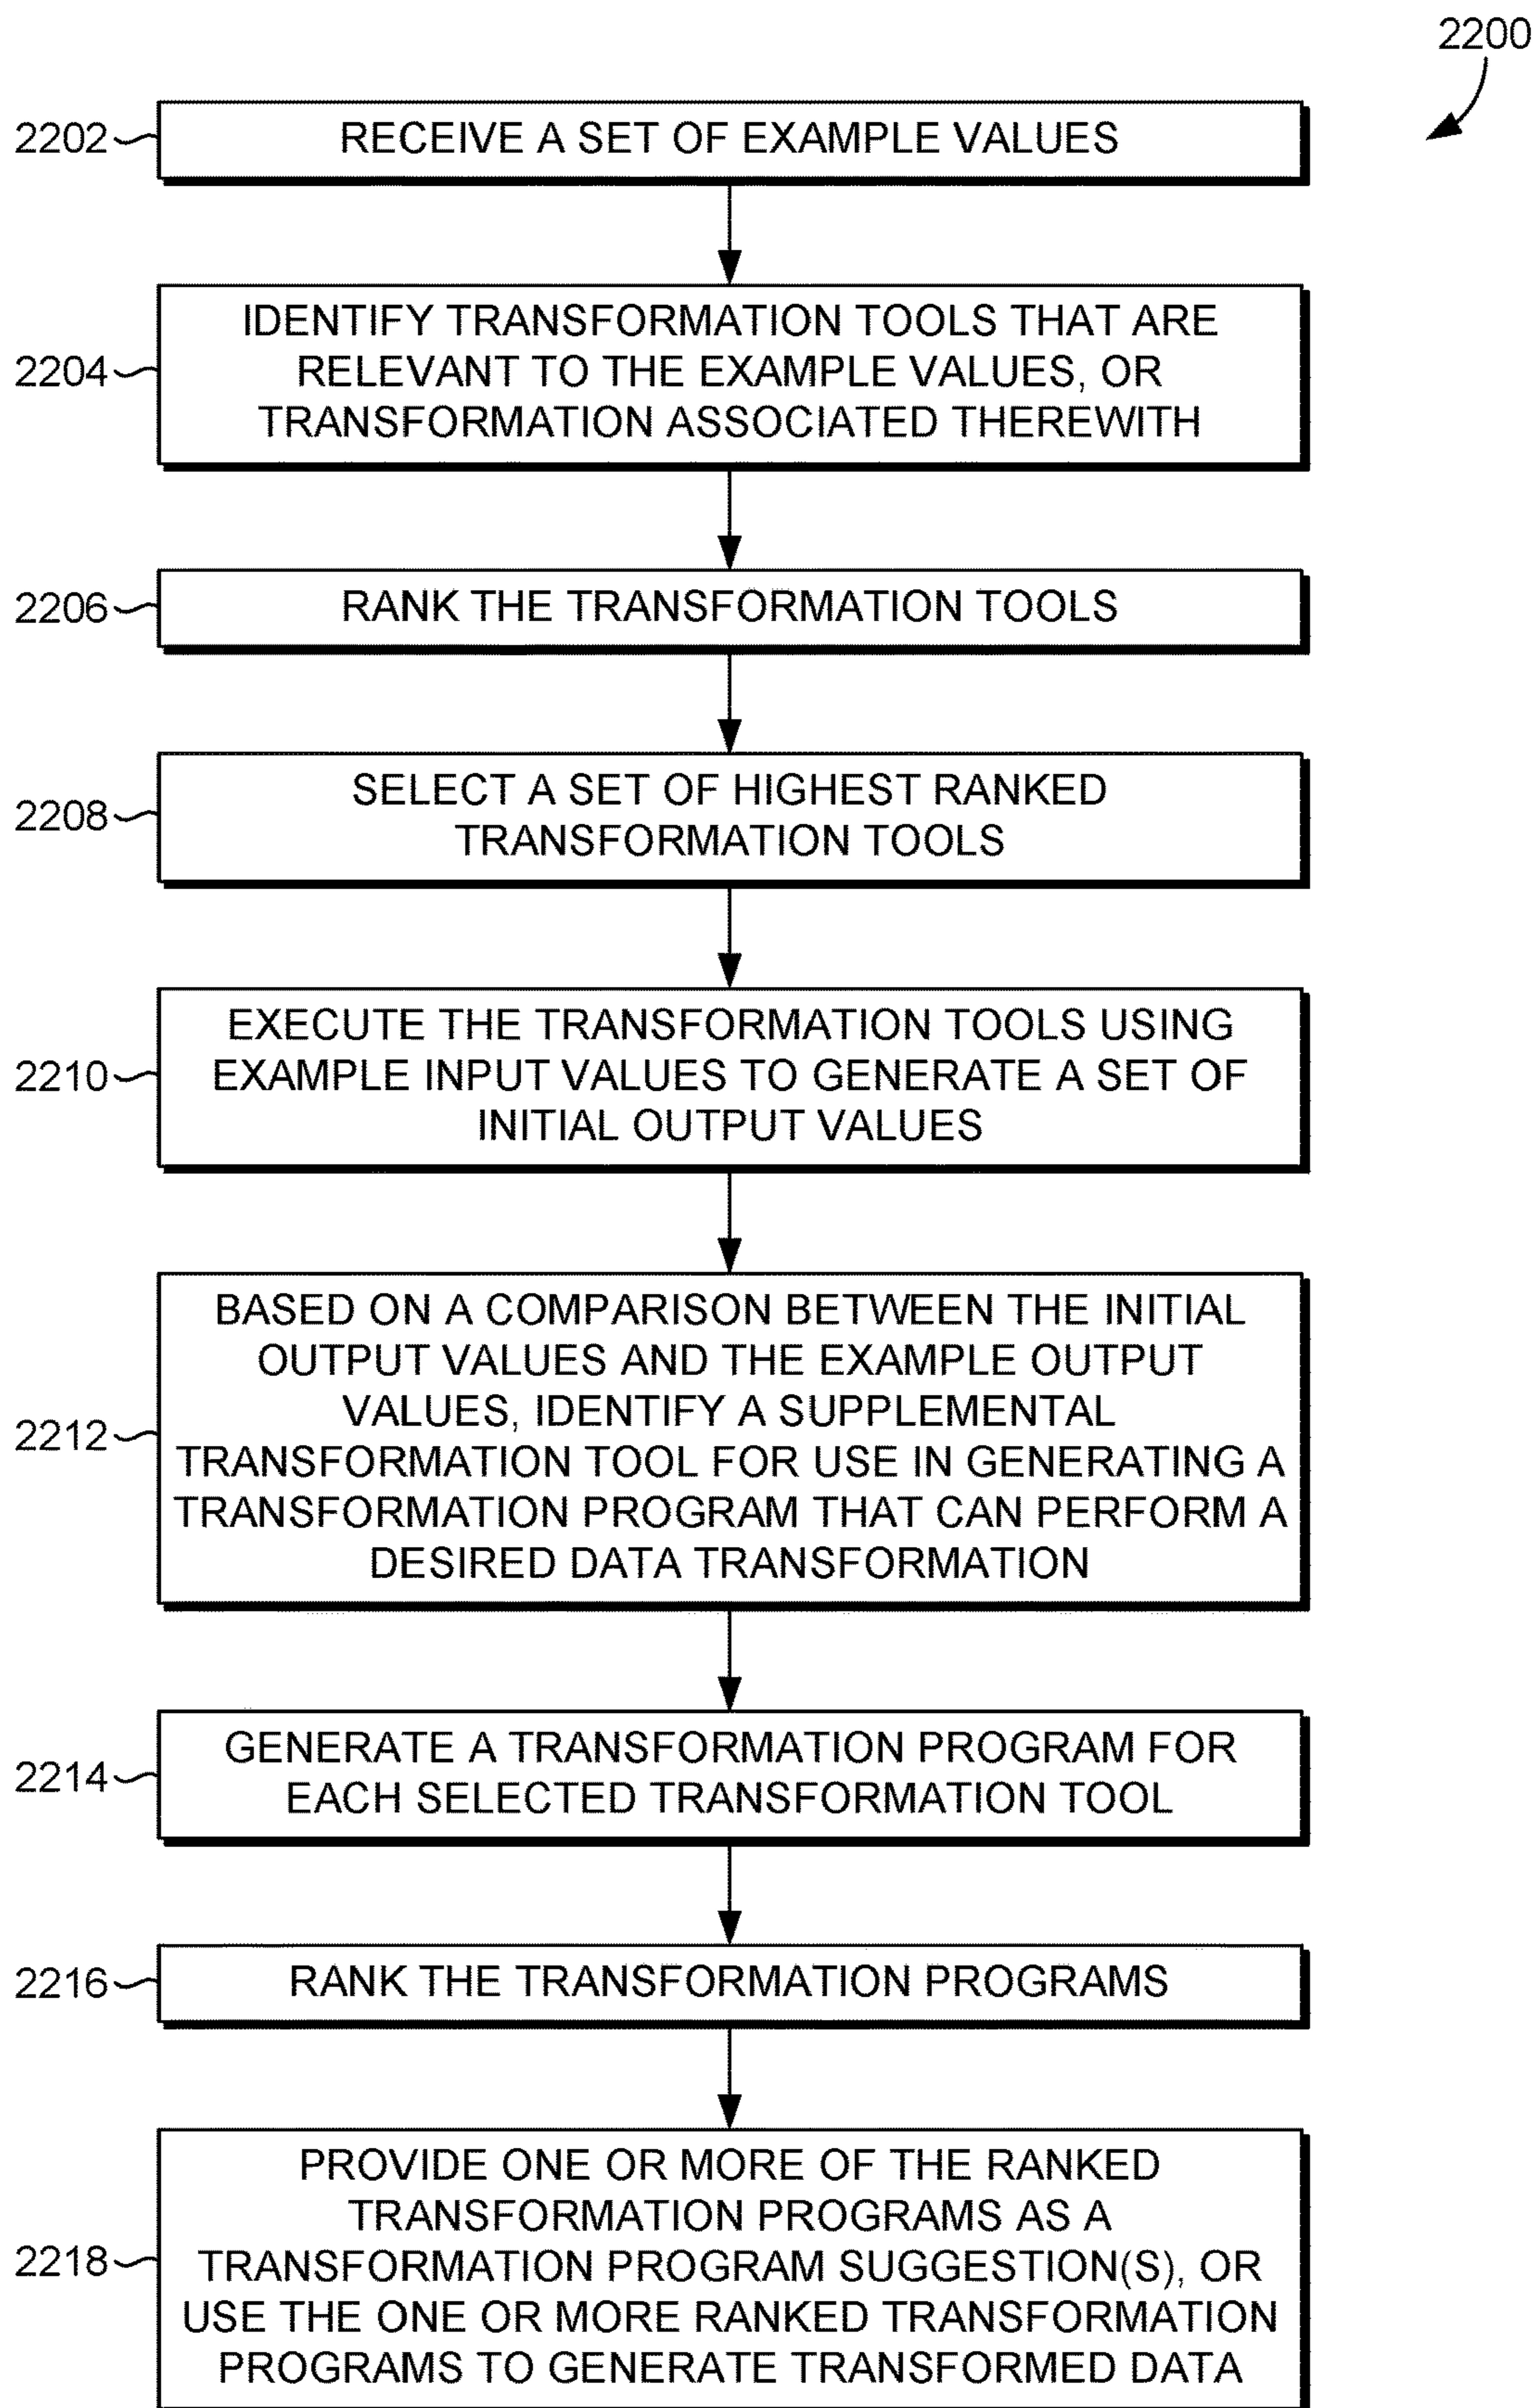 2200
2202
RECEIVE A SET OF EXAMPLE VALUES
2204
IDENTIFY TRANSFORMATION TOOLS THAT ARE
RELEVANT TO THE EXAMPLE VALUES, OR
TRANSFORMATION ASSOCIATED THEREWITH
2206
RANK THE TRANSFORMATION TOOLS
2208
SELECT A SET OF HIGHEST RANKED
TRANSFORMATION TOOLS
2210
EXECUTE THE TRANSFORMATION TOOLS USING
EXAMPLE INPUT VALUES TO GENERATE A SET OF
INITIAL OUTPUT VALUES
2212
BASED ON A COMPARISON BETWEEN THE INITIAL
OUTPUT VALUES AND THE EXAMPLE OUTPUT
VALUES, IDENTIFY A SUPPLEMENTAL
TRANSFORMATION TOOL FOR USE IN GENERATING A
TRANSFORMATION PROGRAM THAT CAN PERFORM A
DESIRED DATA TRANSFORMATION
2214
GENERATE A TRANSFORMATION PROGRAM FOR
EACH SELECTED TRANSFORMATION TOOL
2216
RANK THE TRANSFORMATION PROGRAMS
2218
PROVIDE ONE OR MORE OF THE RANKED
TRANSFORMATION PROGRAMS AS A
TRANSFORMATION PROGRAM SUGGESTION(S), OR
USE THE ONE OR MORE RANKED TRANSFORMATION
PROGRAMS TO GENERATE TRANSFORMED DATA